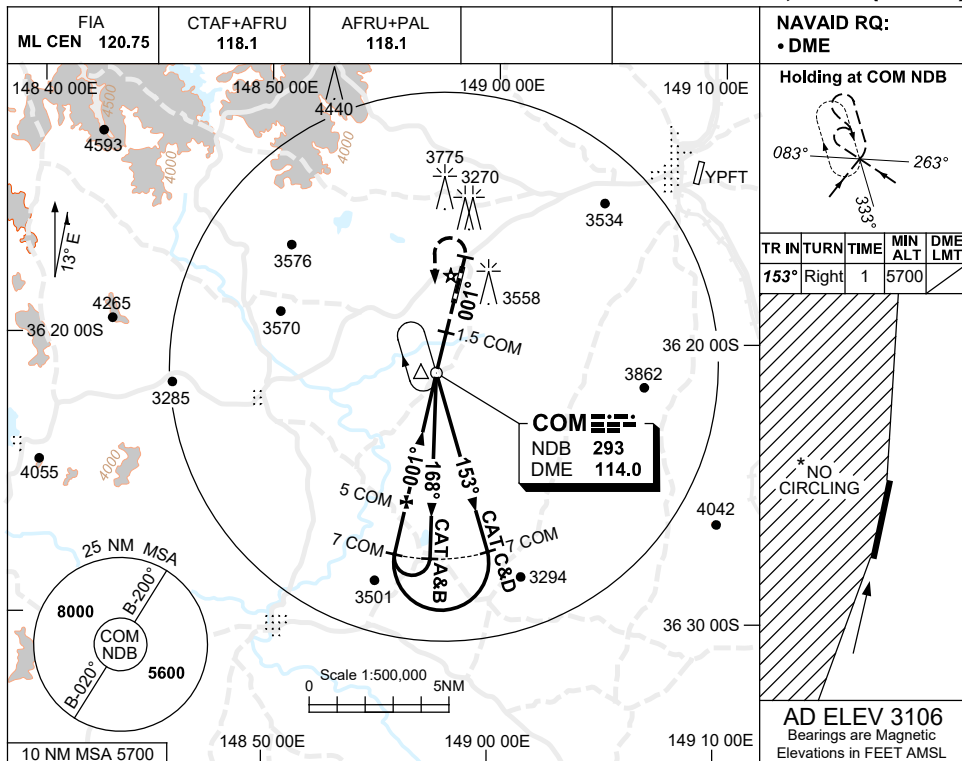 FIA
ML CEN 120.75
CTAF+AFRU
118.1
AFRU+PAL
118.1
NAVAID RQ:
• DME
148 40 00E
148 50 00E
149 00 00E
149 10 00E
4500
4440
4593
4000
4000
3775
3270
YPFT
3534
13° E
3576
3558
001°
4265
3570
36 20 00S
1.5 COM
36 20 00S
3285
3862
COM
NDB 293
DME 114.0
4055
4000
001°
168°
153°
5 COM
4042
7 COM
CAT A&B
CAT C&D
7 COM
3501
3294
25 NM MSA
B-200°
8000
COM
NDB
5600
B-020°
36 30 00S
Scale 1:500,000
0
5NM
10 NM MSA 5700
148 50 00E
149 00 00E
149 10 00E
Holding at COM NDB
083°
263°
333°
TR IN TURN TIME MIN ALT DME LMT
153° Right 1 5700
*NO
CIRCLING
AD ELEV 3106
Bearings are Magnetic
Elevations in FEET AMSL